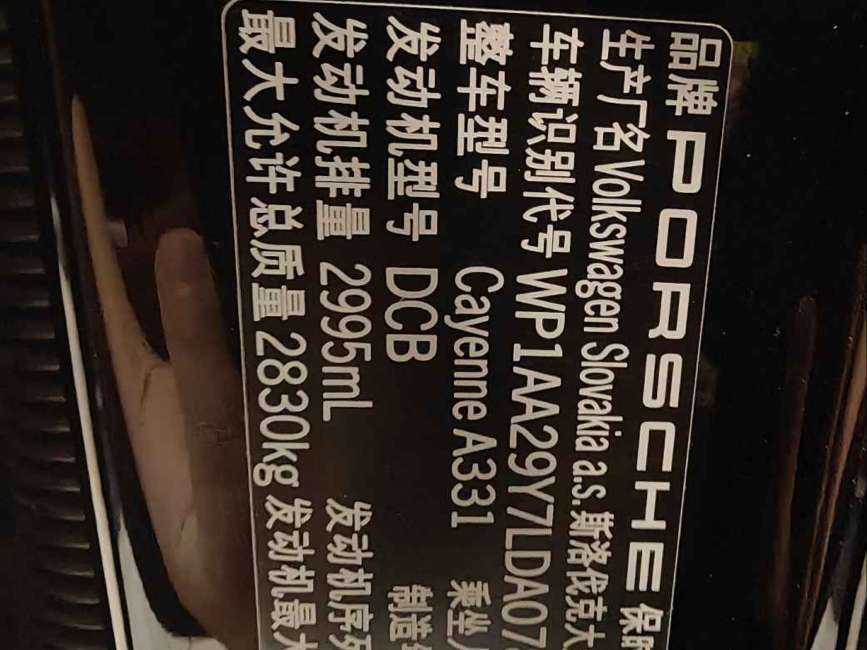 品牌 PORSCHE 保时
生产厂名 Volkswagen Slovakia a.s. 斯洛伐克大
车辆识别代号 WP1AA29Y7LDA07
整车型号 Cayenne A331 乘坐人
发动机型号 DCB 制造
发动机排量 2995mL 发动机序列
最大允许总质量 2830kg 发动机最大